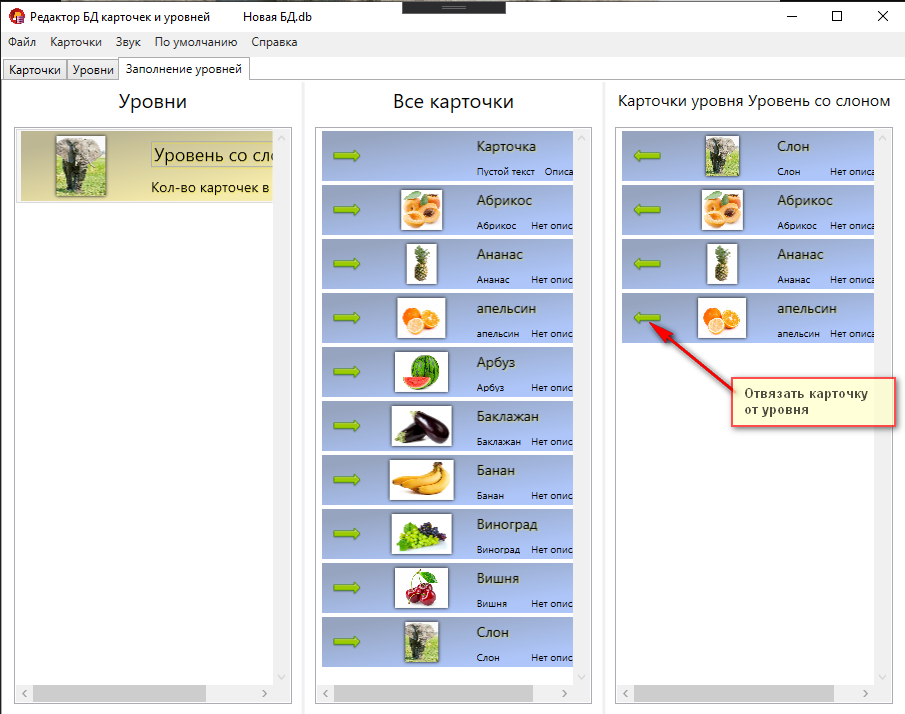 Редактор БД карточек и уровней Новая БД.db
Файл Карточки Звук По умолчанию Справка
Карточки Уровни Заполнение уровней
Уровни
Уровень со сло
Кол-во карточек в
Все карточки
Карточка
Пустой текст Описа
Абрикос
Абрикос Нет опис
Ананас
Ананас Нет опис
апельсин
апельсин Нет опис
Арбуз
Арбуз Нет опис
Баклажан
Баклажан Нет опис
Банан
Банан Нет опис
Виноград
Виноград Нет опис
Вишня
Вишня Нет опис
Слон
Слон Нет опис
Карточки уровня Уровень со слоном
Слон
Слон Нет описа
Абрикос
Абрикос Нет описа
Ананас
Ананас Нет описа
апельсин
апельсин Нет описа
Отвязать карточку
от уровня